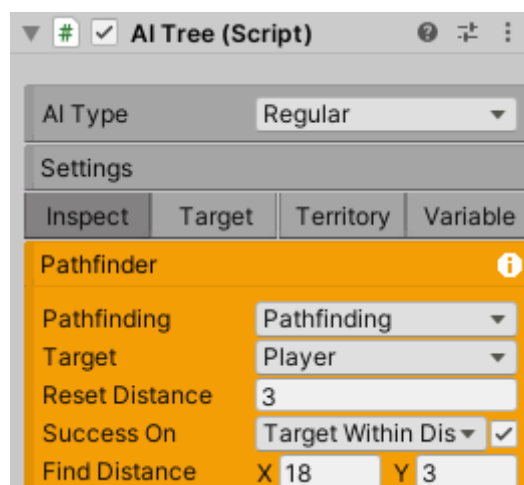 # AI Tree (Script)
AI Type Regular
Settings
Inspect Target Territory Variable
Pathfinder
Pathfinding Pathfinding
Target Player
Reset Distance 3
Success On Target Within Dis
Find Distance X 18 Y 3